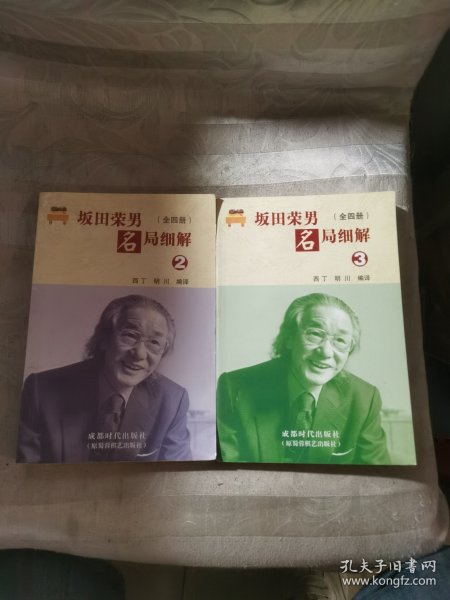 坂田荣男（全四册）
名局细解
2
西丁 明川 编译
成都时代出版社
（原蜀蓉棋艺出版社）
坂田荣男（全四册）
名局细解
3
西丁 明川 编译
成都时代出版社
（原蜀蓉棋艺出版社）
孔夫子旧书网
www.kongfz.com